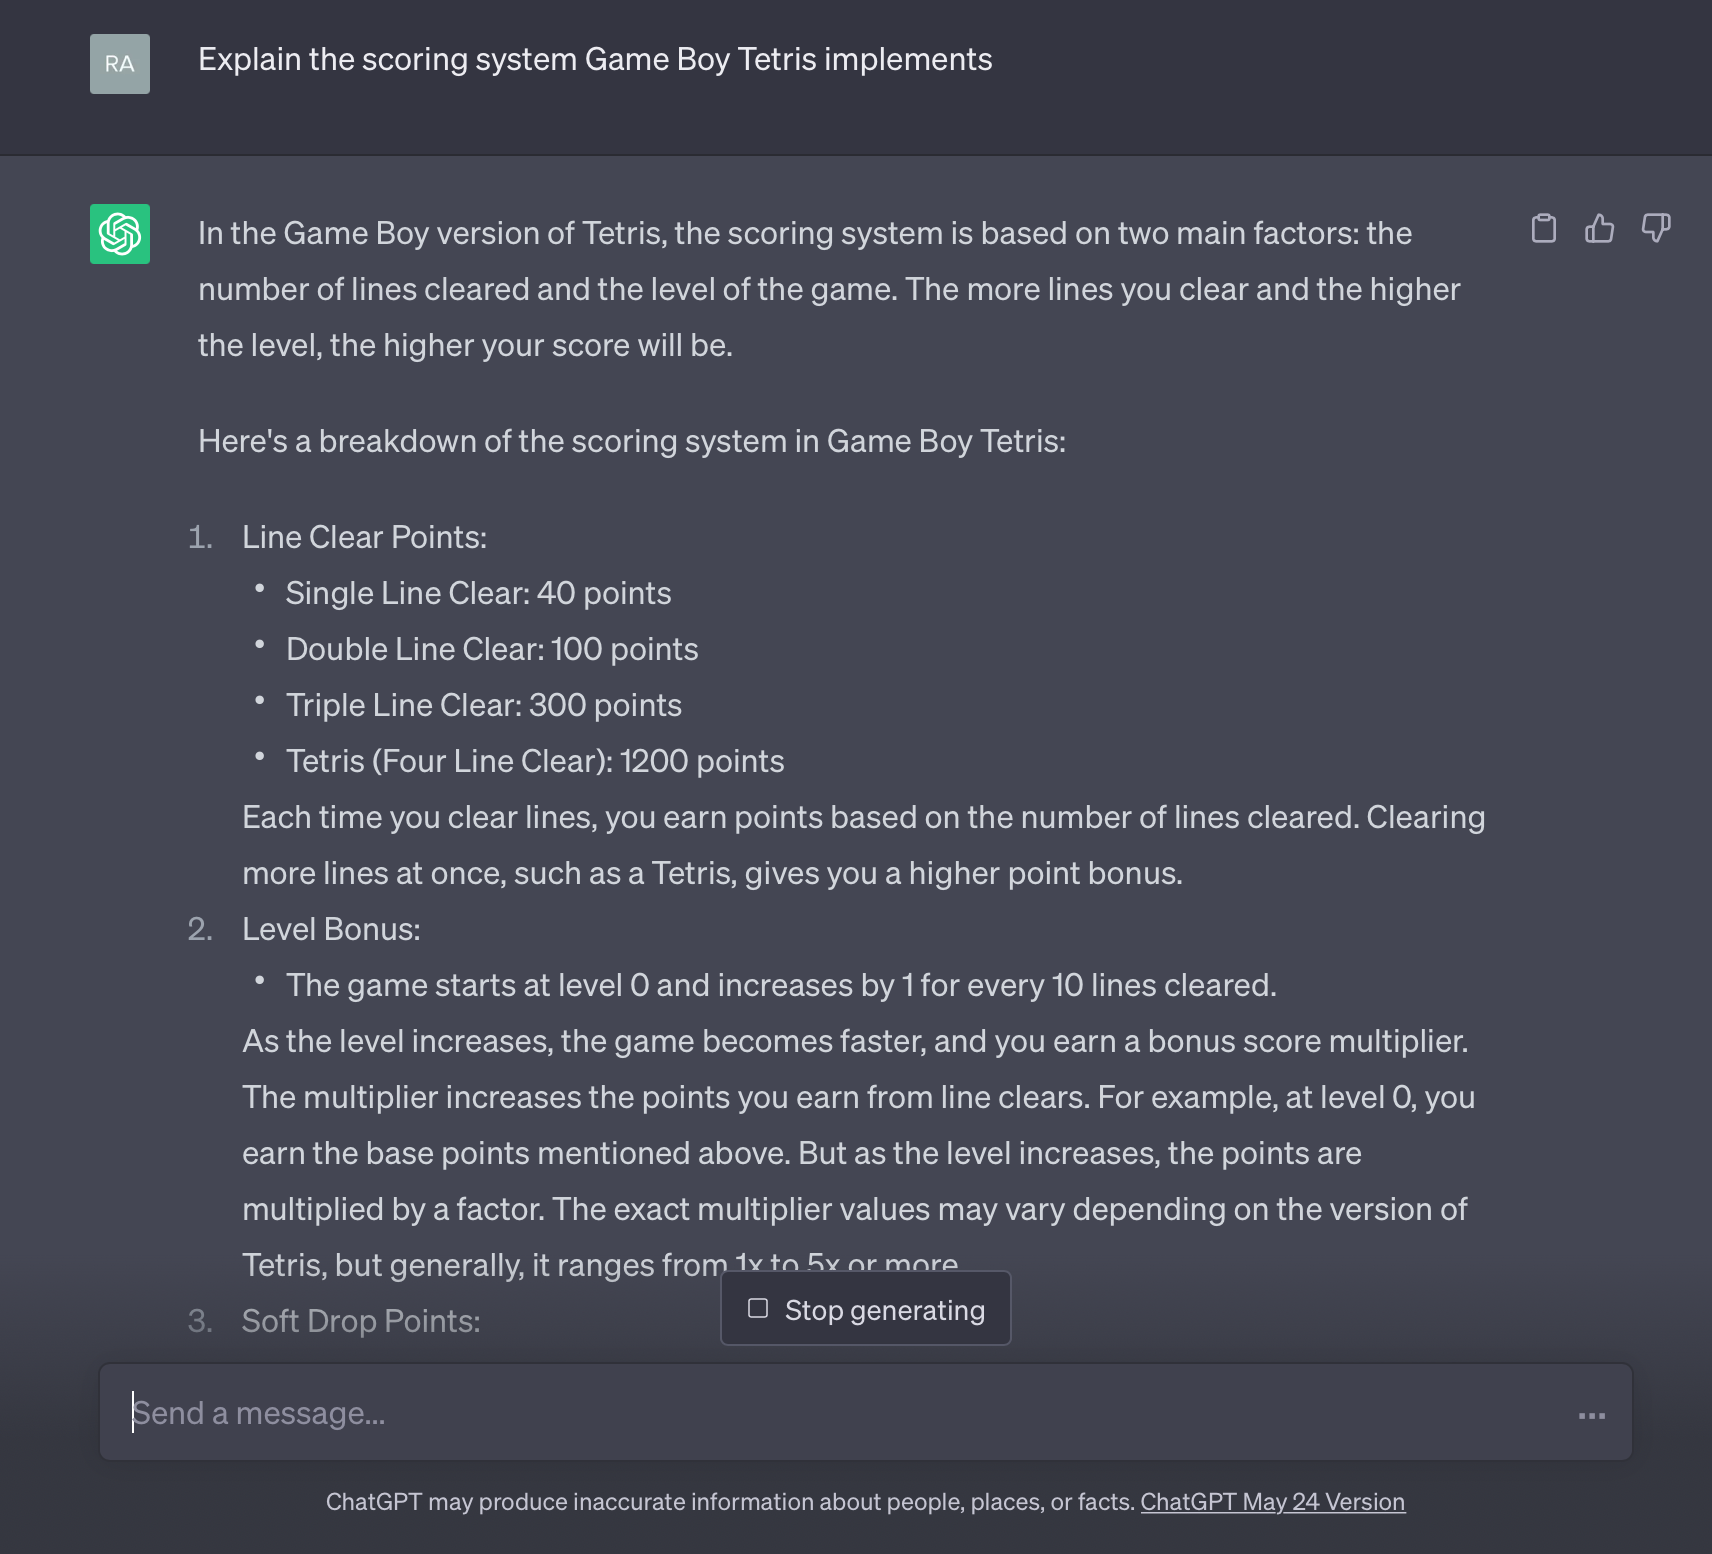 RA
Explain the scoring system Game Boy Tetris implements
In the Game Boy version of Tetris, the scoring system is based on two main factors: the
number of lines cleared and the level of the game. The more lines you clear and the higher
the level, the higher your score will be.
Here's a breakdown of the scoring system in Game Boy Tetris:
1. Line Clear Points:
• Single Line Clear: 40 points
• Double Line Clear: 100 points
• Triple Line Clear: 300 points
• Tetris (Four Line Clear): 1200 points
Each time you clear lines, you earn points based on the number of lines cleared. Clearing
more lines at once, such as a Tetris, gives you a higher point bonus.
2. Level Bonus:
• The game starts at level 0 and increases by 1 for every 10 lines cleared.
As the level increases, the game becomes faster, and you earn a bonus score multiplier.
The multiplier increases the points you earn from line clears. For example, at level 0, you
earn the base points mentioned above. But as the level increases, the points are
multiplied by a factor. The exact multiplier values may vary depending on the version of
Tetris, but generally, it ranges from 1x to 5x or more.
3. Soft Drop Points:
Stop generating
Send a message...
ChatGPT may produce inaccurate information about people, places, or facts. ChatGPT May 24 Version